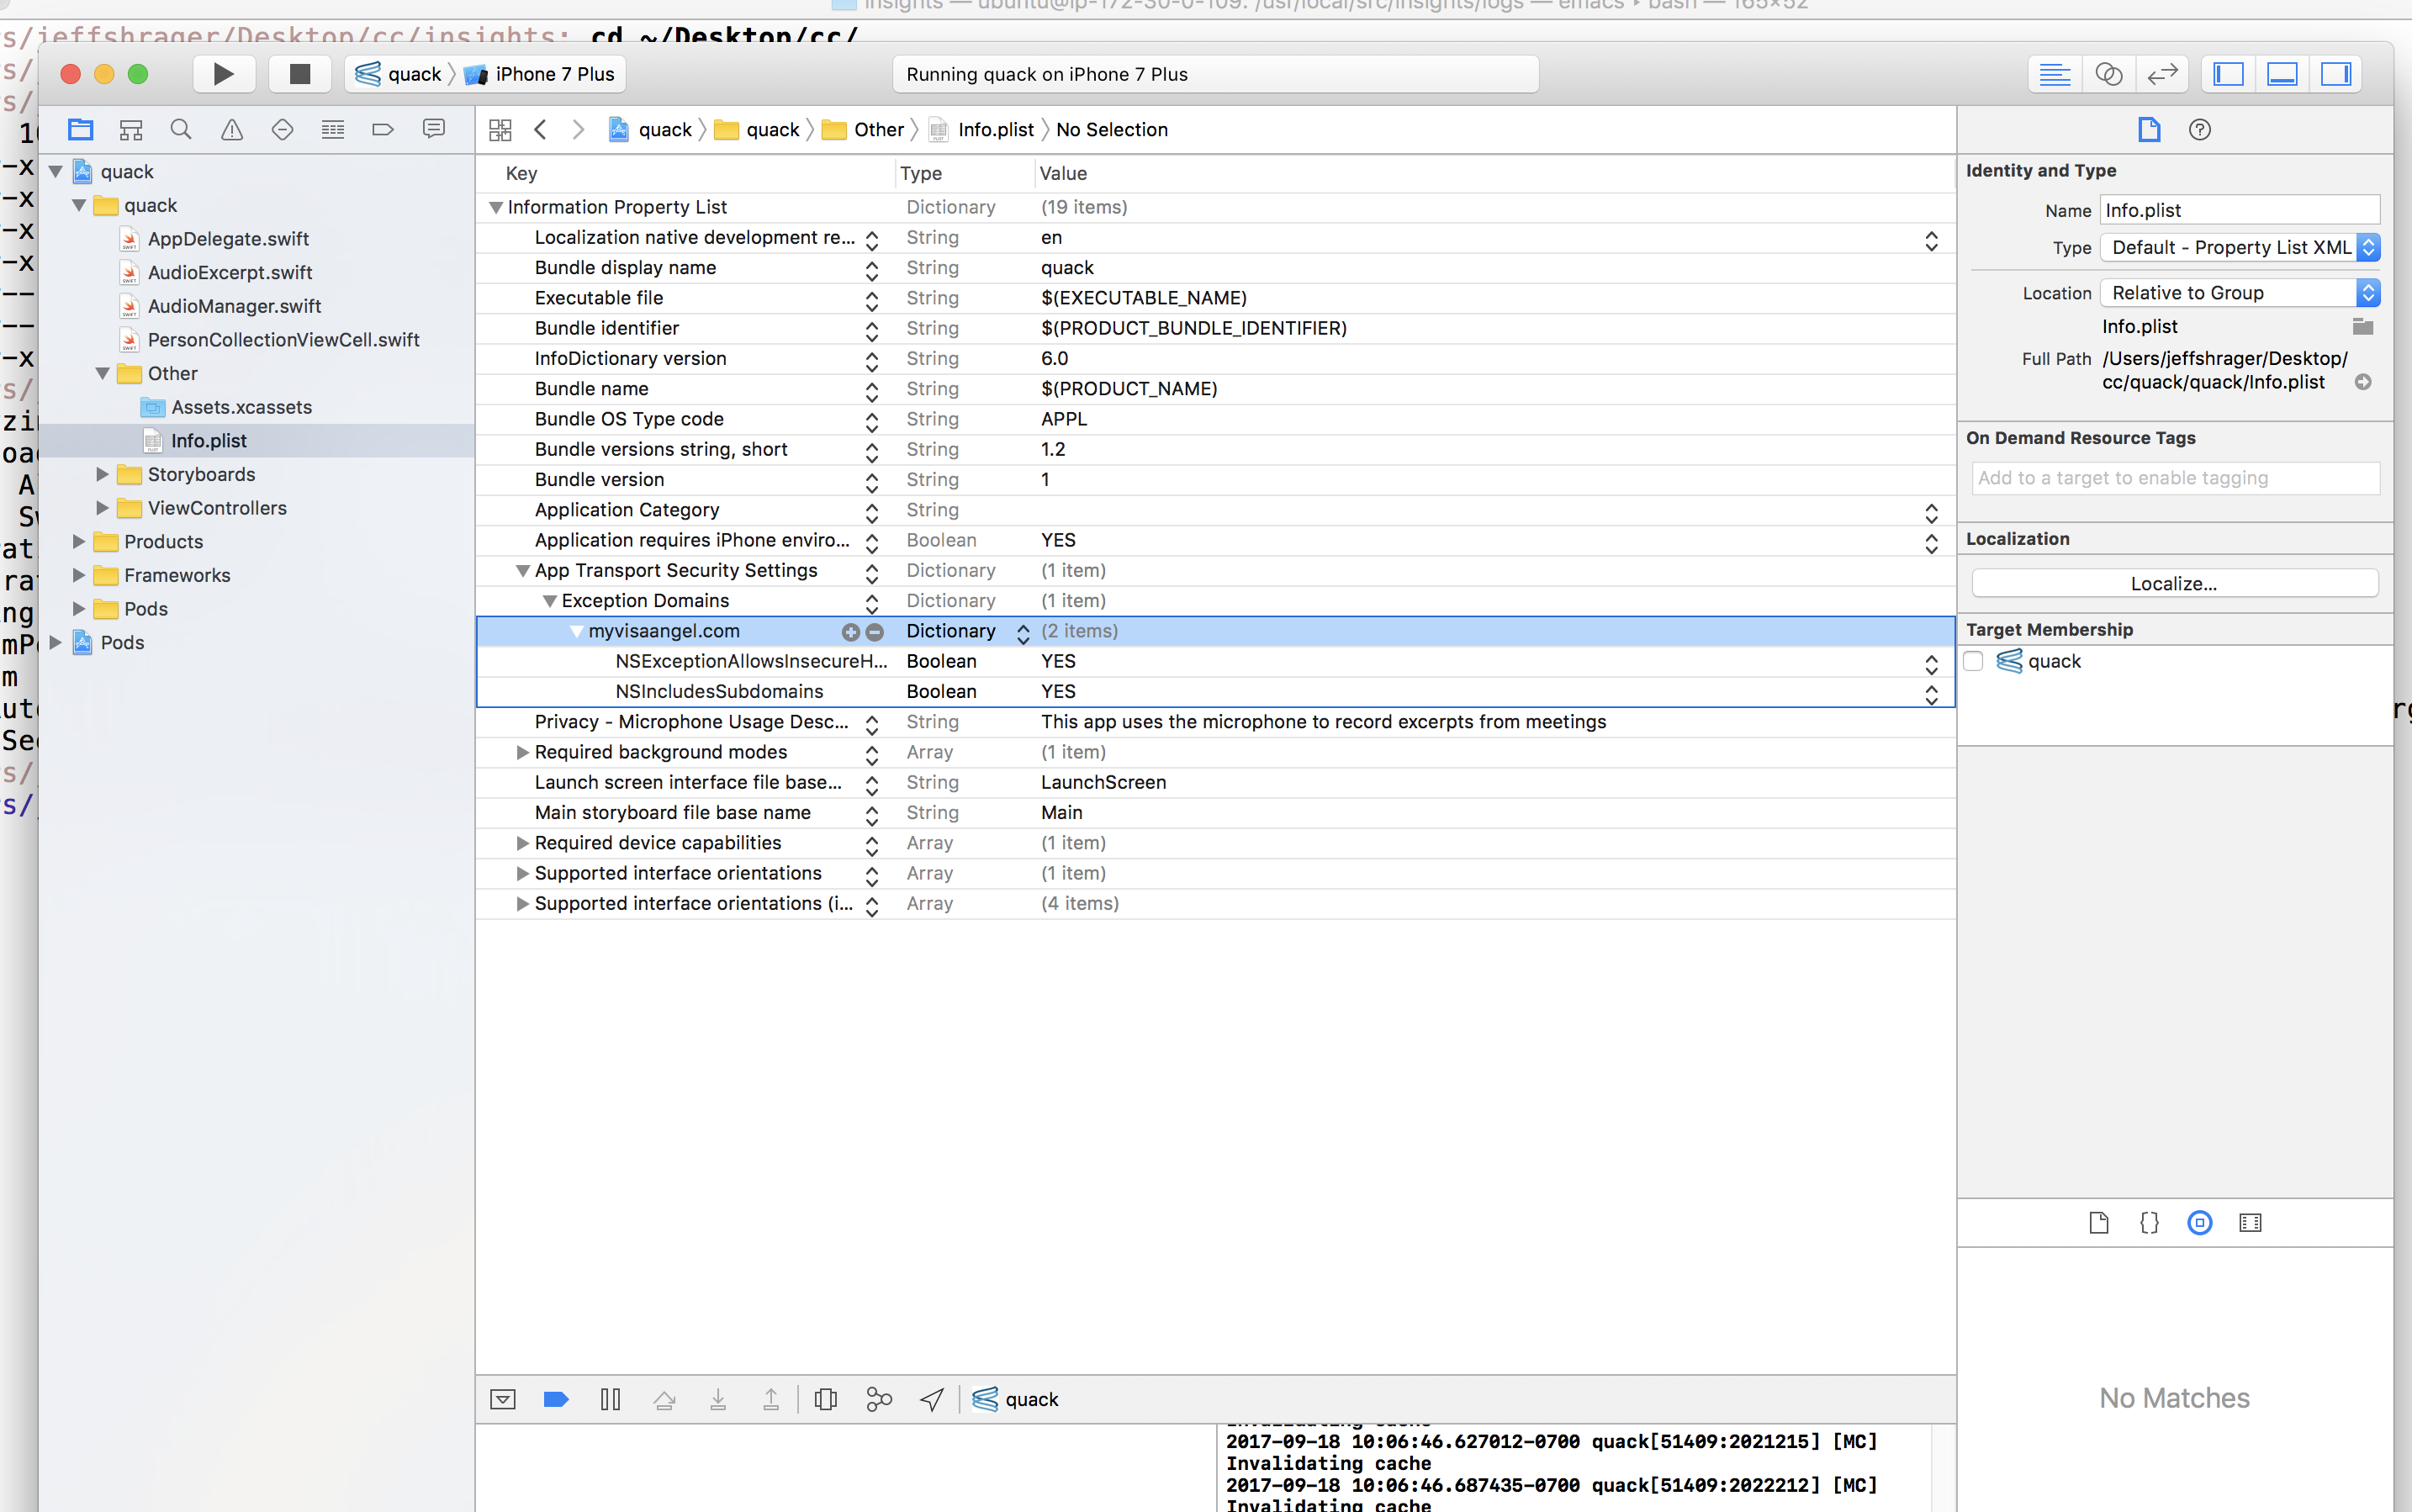 insights — ubuntu@ip-172-30-0-109: /usr/local/src/insights/logs — emacs ‣ bash — 165×52
s/jeffshrager/Desktop/cc/insights: cd ~/Desktop/cc/
quack iPhone 7 Plus
Running quack on iPhone 7 Plus
quack quack Other Info.plist No Selection
quack
quack
AppDelegate.swift
AudioExcerpt.swift
AudioManager.swift
PersonCollectionViewCell.swift
Other
Assets.xcassets
Info.plist
Storyboards
ViewControllers
Products
Frameworks
Pods
Pods
Key Type Value
Information Property List Dictionary (19 items)
Localization native development re... String en
Bundle display name String quack
Executable file String $(EXECUTABLE_NAME)
Bundle identifier String $(PRODUCT_BUNDLE_IDENTIFIER)
InfoDictionary version String 6.0
Bundle name String $(PRODUCT_NAME)
Bundle OS Type code String APPL
Bundle versions string, short String 1.2
Bundle version String 1
Application Category String
Application requires iPhone enviro... Boolean YES
App Transport Security Settings Dictionary (1 item)
Exception Domains Dictionary (1 item)
myvisaangel.com Dictionary (2 items)
NSExceptionAllowsInsecureH... Boolean YES
NSIncludesSubdomains Boolean YES
Privacy - Microphone Usage Desc... String This app uses the microphone to record excerpts from meetings
Required background modes Array (1 item)
Launch screen interface file base... String LaunchScreen
Main storyboard file base name String Main
Required device capabilities Array (1 item)
Supported interface orientations Array (1 item)
Supported interface orientations (i... Array (4 items)
Identity and Type
Name Info.plist
Type Default - Property List XML
Location Relative to Group
Info.plist
Full Path /Users/jeffshrager/Desktop/
cc/quack/quack/Info.plist
On Demand Resource Tags
Add to a target to enable tagging
Localization
Localize...
Target Membership
quack
No Matches
quack
Invalidating cache
2017-09-18 10:06:46.627012-0700 quack[51409:2021215] [MC]
Invalidating cache
2017-09-18 10:06:46.687435-0700 quack[51409:2022212] [MC]
Invalidating cache